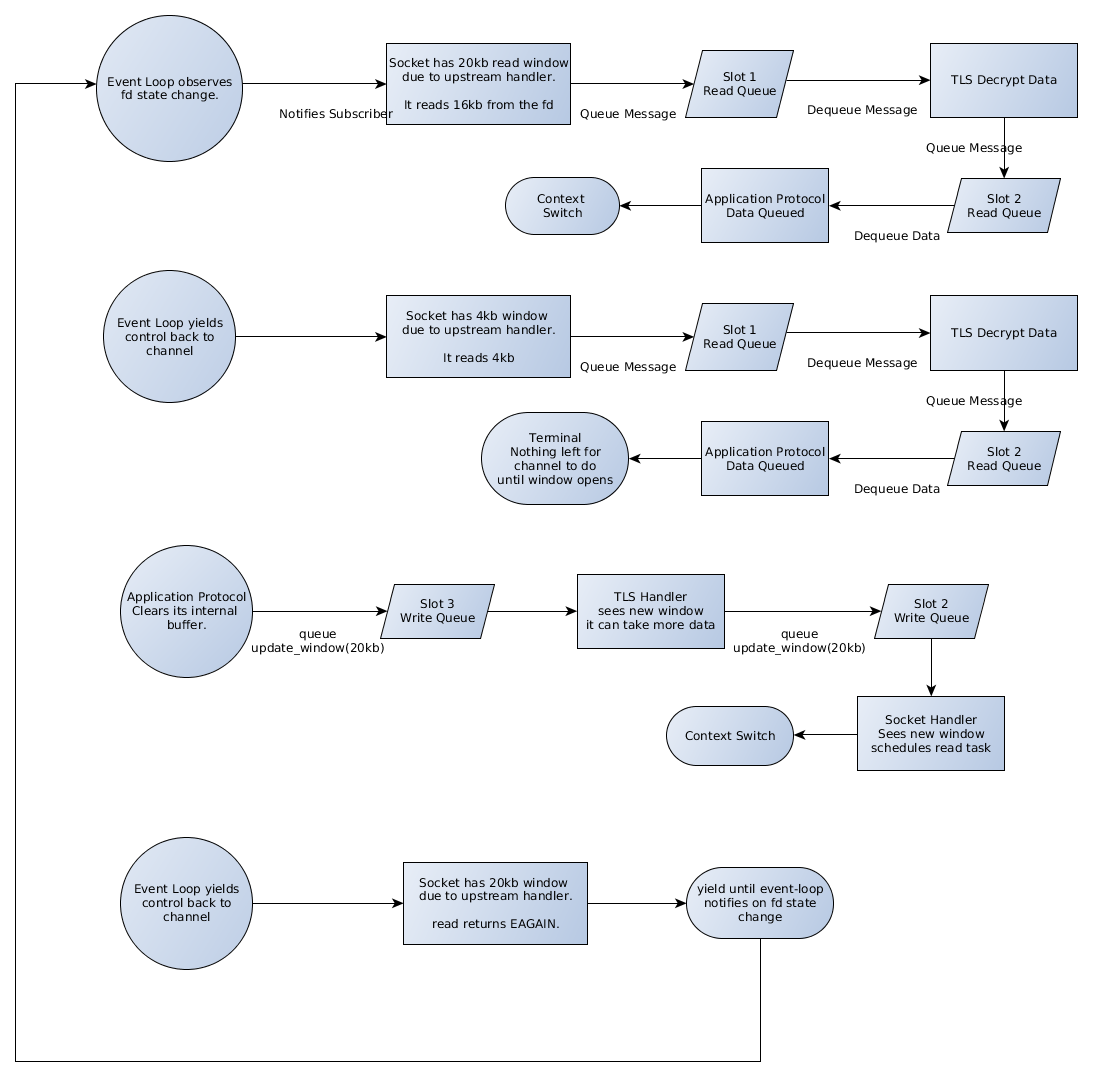 Event Loop observes
fd state change.
Notifies Subscriber
Socket has 20kb read window
due to upstream handler.
It reads 16kb from the fd
Queue Message
Slot 1
Read Queue
Dequeue Message
TLS Decrypt Data
Queue Message
Slot 2
Read Queue
Dequeue Data
Application Protocol
Data Queued
Context
Switch
Event Loop yields
control back to
channel
Socket has 4kb window
due to upstream handler.
It reads 4kb
Queue Message
Slot 1
Read Queue
Dequeue Message
TLS Decrypt Data
Queue Message
Slot 2
Read Queue
Dequeue Data
Application Protocol
Data Queued
Terminal
Nothing left for
channel to do
until window opens
Application Protocol
Clears its internal
buffer.
queue
update_window(20kb)
Slot 3
Write Queue
TLS Handler
sees new window
it can take more data
queue
update_window(20kb)
Slot 2
Write Queue
Socket Handler
Sees new window
schedules read task
Context Switch
Event Loop yields
control back to
channel
Socket has 20kb window
due to upstream handler.
read returns EAGAIN.
yield until event-loop
notifies on fd state
change